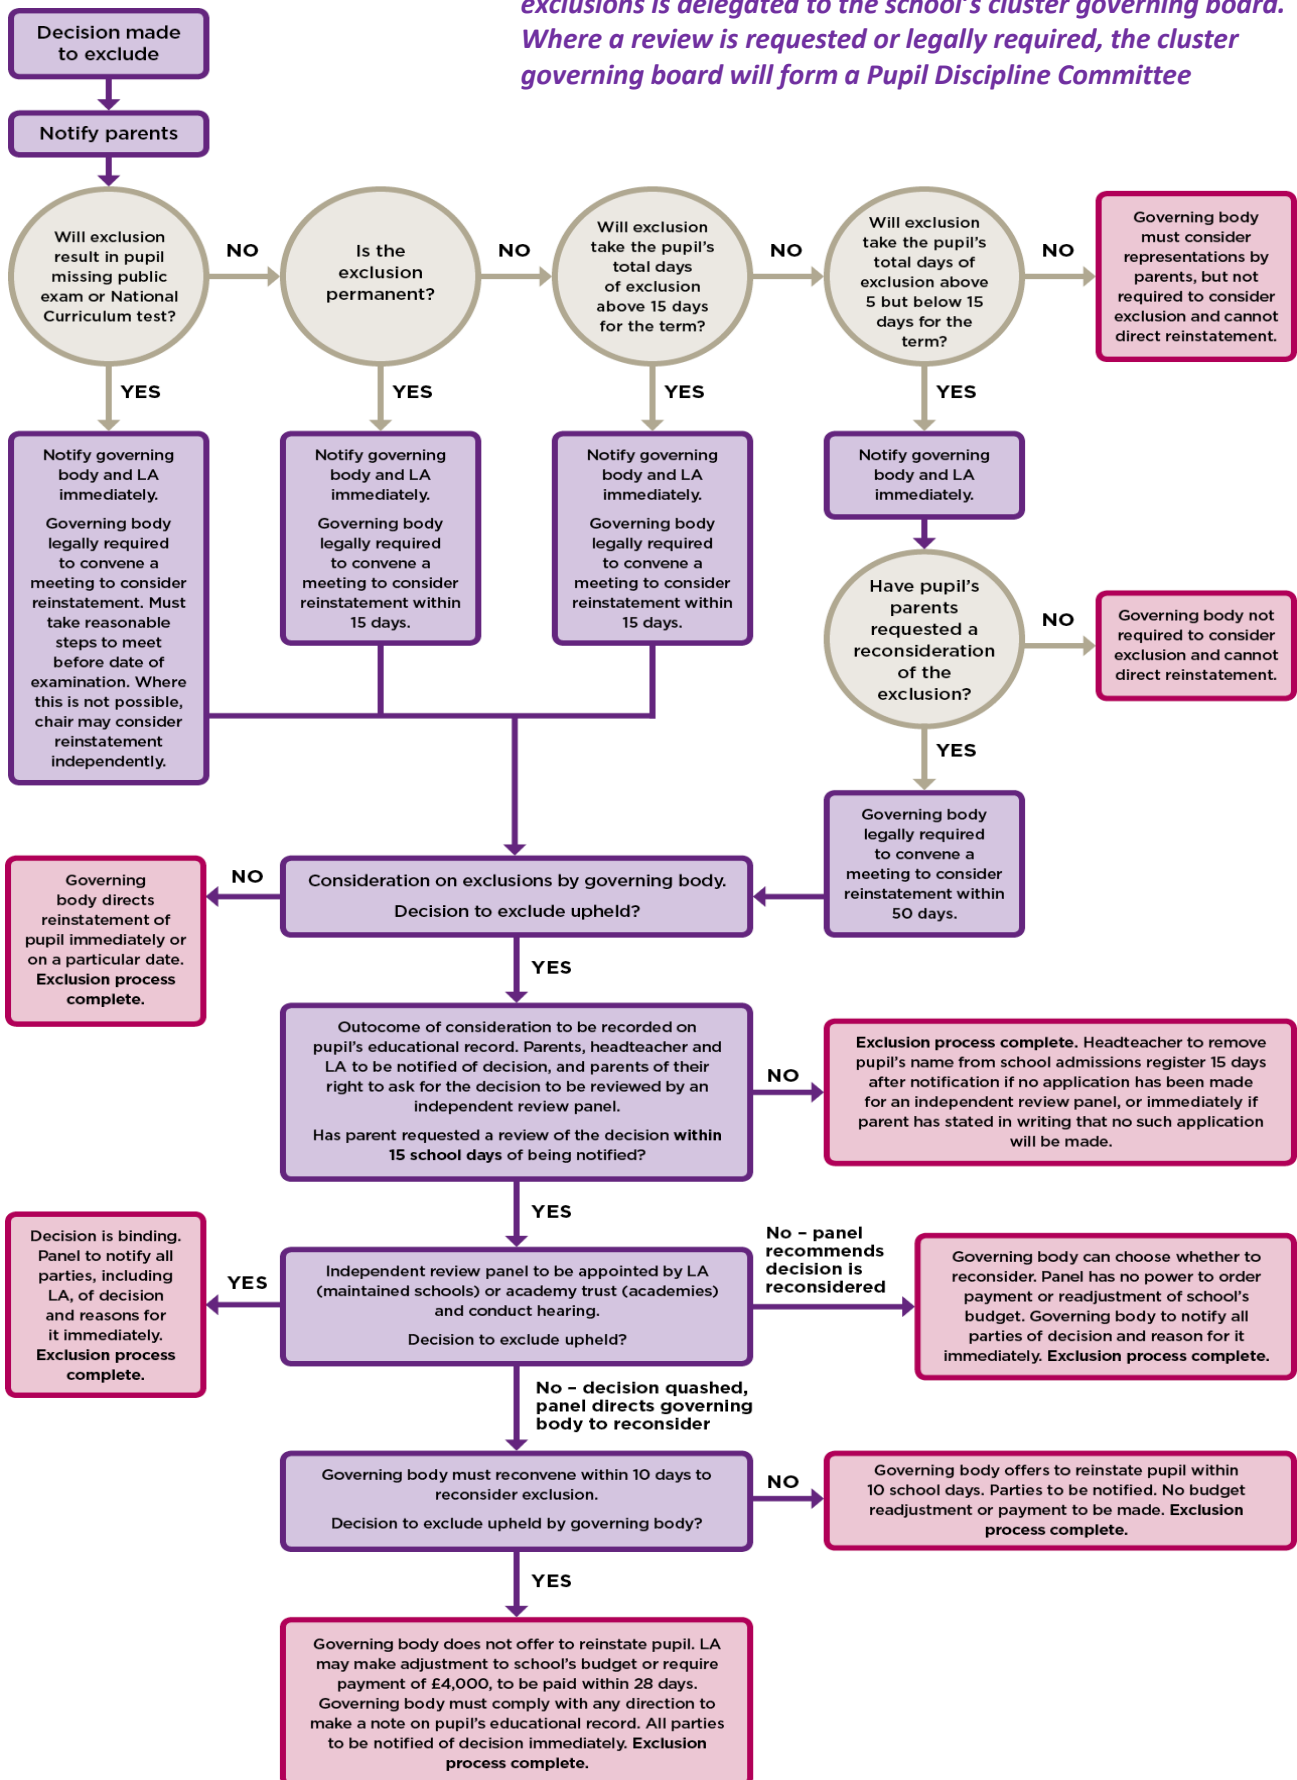 exclusions is delegated to the school's cluster governing board.
Where a review is requested or legally required, the cluster
governing board will form a Pupil Discipline Committee
Decision made
to exclude
Notify parents
Will exclusion
result in pupil
missing public
exam or National
Curriculum test?
NO
Is the
exclusion
permanent?
NO
Will exclusion
take the pupil's
total days
of exclusion
above 15 days
for the term?
NO
Will exclusion
take the pupil's
total days of
exclusion above
5 but below 15
days for the
term?
NO
Governing body
must consider
representations by
parents, but not
required to consider
exclusion and cannot
direct reinstatement.
YES
YES
YES
YES
Notify governing
body and LA
immediately.
Governing body
legally required
to convene a
meeting to consider
reinstatement. Must
take reasonable
steps to meet
before date of
examination. Where
this is not possible,
chair may consider
reinstatement
independently.
Notify governing
body and LA
immediately.
Governing body
legally required
to convene a
meeting to consider
reinstatement within
15 days.
Notify governing
body and LA
immediately.
Governing body
legally required
to convene a
meeting to consider
reinstatement within
15 days.
Notify governing
body and LA
immediately.
Have pupil's
parents
requested a
reconsideration
of the
exclusion?
NO
Governing body not
required to consider
exclusion and cannot
direct reinstatement.
YES
Governing body
legally required
to convene a
meeting to consider
reinstatement within
50 days.
Consideration on exclusions by governing body.
Decision to exclude upheld?
NO
Governing
body directs
reinstatement of
pupil immediately or
on a particular date.
Exclusion process
complete.
YES
Outocome of consideration to be recorded on
pupil's educational record. Parents, headteacher and
LA to be notified of decision, and parents of their
right to ask for the decision to be reviewed by an
independent review panel.
Has parent requested a review of the decision within
15 school days of being notified?
NO
Exclusion process complete. Headteacher to remove
pupil's name from school admissions register 15 days
after notification if no application has been made
for an independent review panel, or immediately if
parent has stated in writing that no such application
will be made.
YES
Independent review panel to be appointed by LA
(maintained schools) or academy trust (academies)
and conduct hearing.
Decision to exclude upheld?
YES
Decision is binding.
Panel to notify all
parties, including
LA, of decision
and reasons for
it immediately.
Exclusion process
complete.
No – panel
recommends
decision is
reconsidered
Governing body can choose whether to
reconsider. Panel has no power to order
payment or readjustment of school's
budget. Governing body to notify all
parties of decision and reason for it
immediately. Exclusion process complete.
No – decision quashed,
panel directs governing
body to reconsider
Governing body must reconvene within 10 days to
reconsider exclusion.
Decision to exclude upheld by governing body?
NO
Governing body offers to reinstate pupil within
10 school days. Parties to be notified. No budget
readjustment or payment to be made. Exclusion
process complete.
YES
Governing body does not offer to reinstate pupil. LA
may make adjustment to school's budget or require
payment of £4,000, to be paid within 28 days.
Governing body must comply with any direction to
make a note on pupil's educational record. All parties
to be notified of decision immediately. Exclusion
process complete.